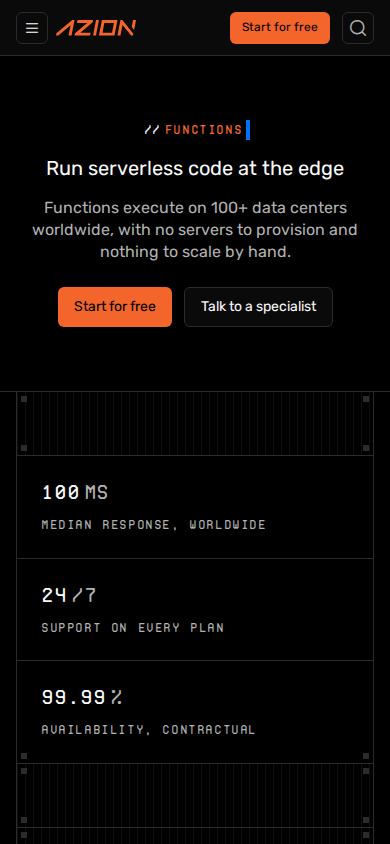 AZION
Start for free
// FUNCTIONS
Run serverless code at the edge
Functions execute on 100+ data centers
worldwide, with no servers to provision and
nothing to scale by hand.
Start for free
Talk to a specialist
100 MS
MEDIAN RESPONSE, WORLDWIDE
24/7
SUPPORT ON EVERY PLAN
99.99%
AVAILABILITY, CONTRACTUAL